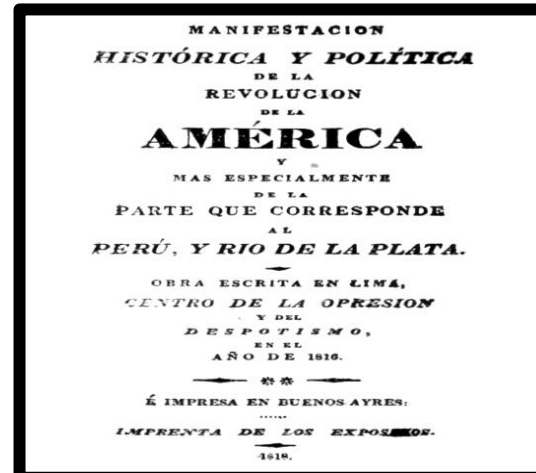 MANIFESTACION
HISTÓRICA Y POLÍTICA
DE LA
REVOLUCION
DE LA
AMÉRICA
Y
MAS ESPECIALMENTE
DE LA
PARTE QUE CORRESPONDE
AL
PERÚ, Y RIO DE LA PLATA.
OBRA ESCRITA EN LIMA,
CENTRO DE LA OPRESION
Y DEL
DESPOTISMO,
EN EL
AÑO DE 1816.
É IMPRESA EN BUENOS-AYRES:
IMPRENTA DE LOS
1818.